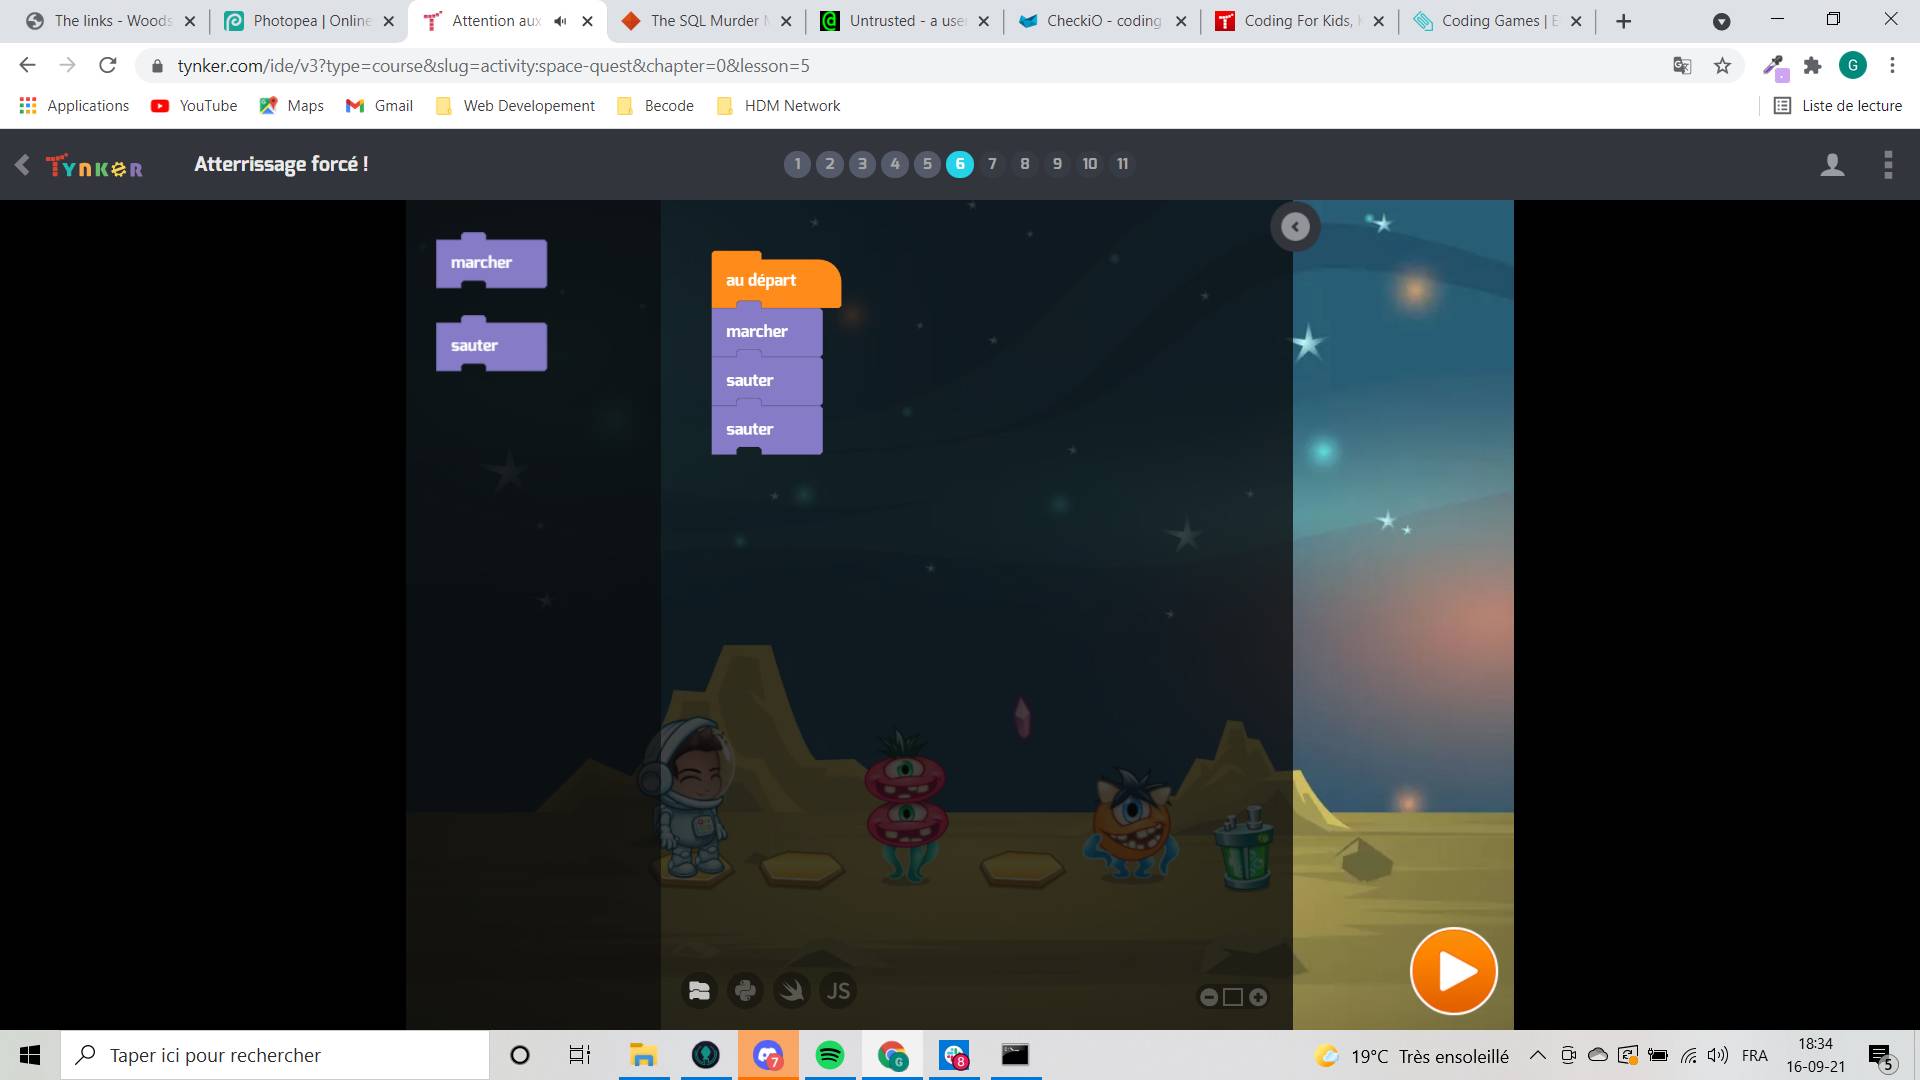 The links - Woods
Photopea | Online
Attention aux
The SQL Murder M
Untrusted - a user
CheckiO - coding
Coding For Kids,
Coding Games | E
tynker.com/ide/v3?type=course&slug=activity:space-quest&chapter=0&lesson=5
G
Applications
YouTube
Maps
Gmail
Web Developement
Becode
HDM Network
Liste de lecture
TYNKER
Atterrissage forcé !
1 2 3 4 5 6 7 8 9 10 11
marcher
sauter
au départ
marcher
sauter
sauter
JS
Taper ici pour rechercher
7
G
8
19°C Très ensoleillé
FRA
18:34
16-09-21
5